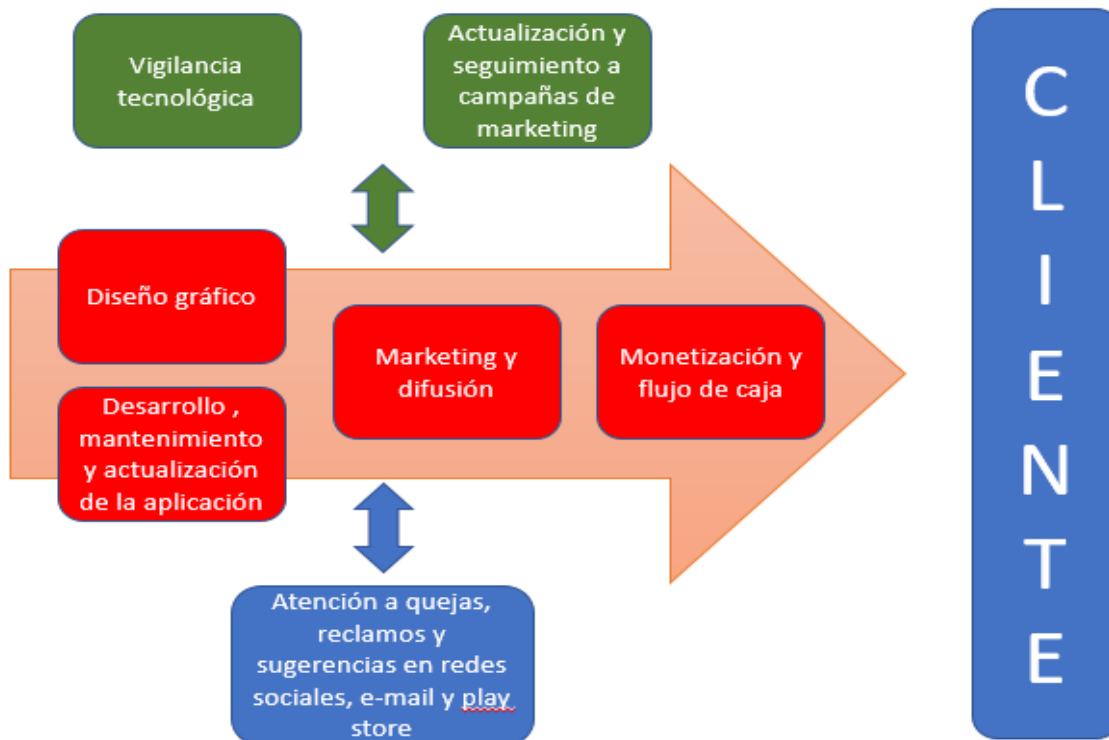 Vigilancia
tecnológica
Actualización y
seguimiento a
campañas de
marketing
Diseño gráfico
Desarrollo ,
mantenimiento
y actualización
de la aplicación
Marketing y
difusión
Monetización y
flujo de caja
Atención a quejas,
reclamos y
sugerencias en redes
sociales, e-mail y play
store
C
L
I
E
N
T
E